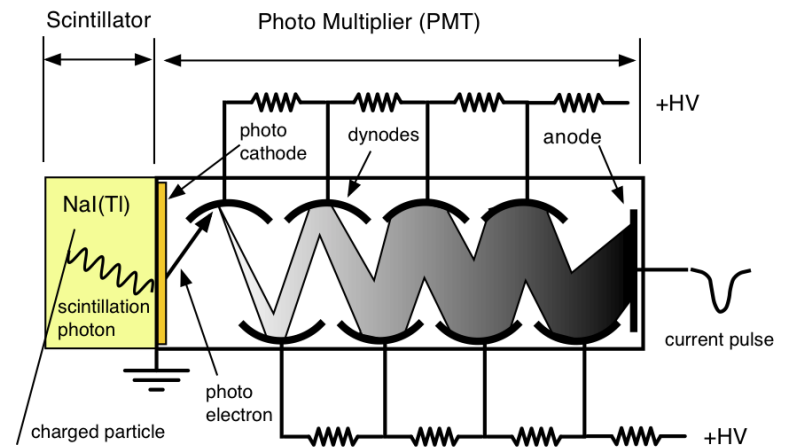 Scintillator
Photo Multiplier (PMT)
+HV
photo
cathode
dynodes
anode
NaI(Tl)
scintillation
photon
current pulse
photo
electron
charged particle
+HV